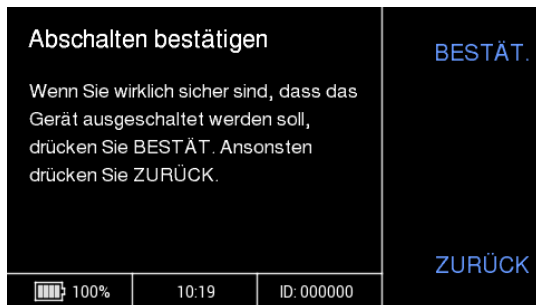 Abschalten bestätigen
Wenn Sie wirklich sicher sind, dass das
Gerät ausgeschaltet werden soll,
drücken Sie BESTÄT. Ansonsten
drücken Sie ZURÜCK.
BESTÄT.
ZURÜCK
100%
10:19
ID: 000000